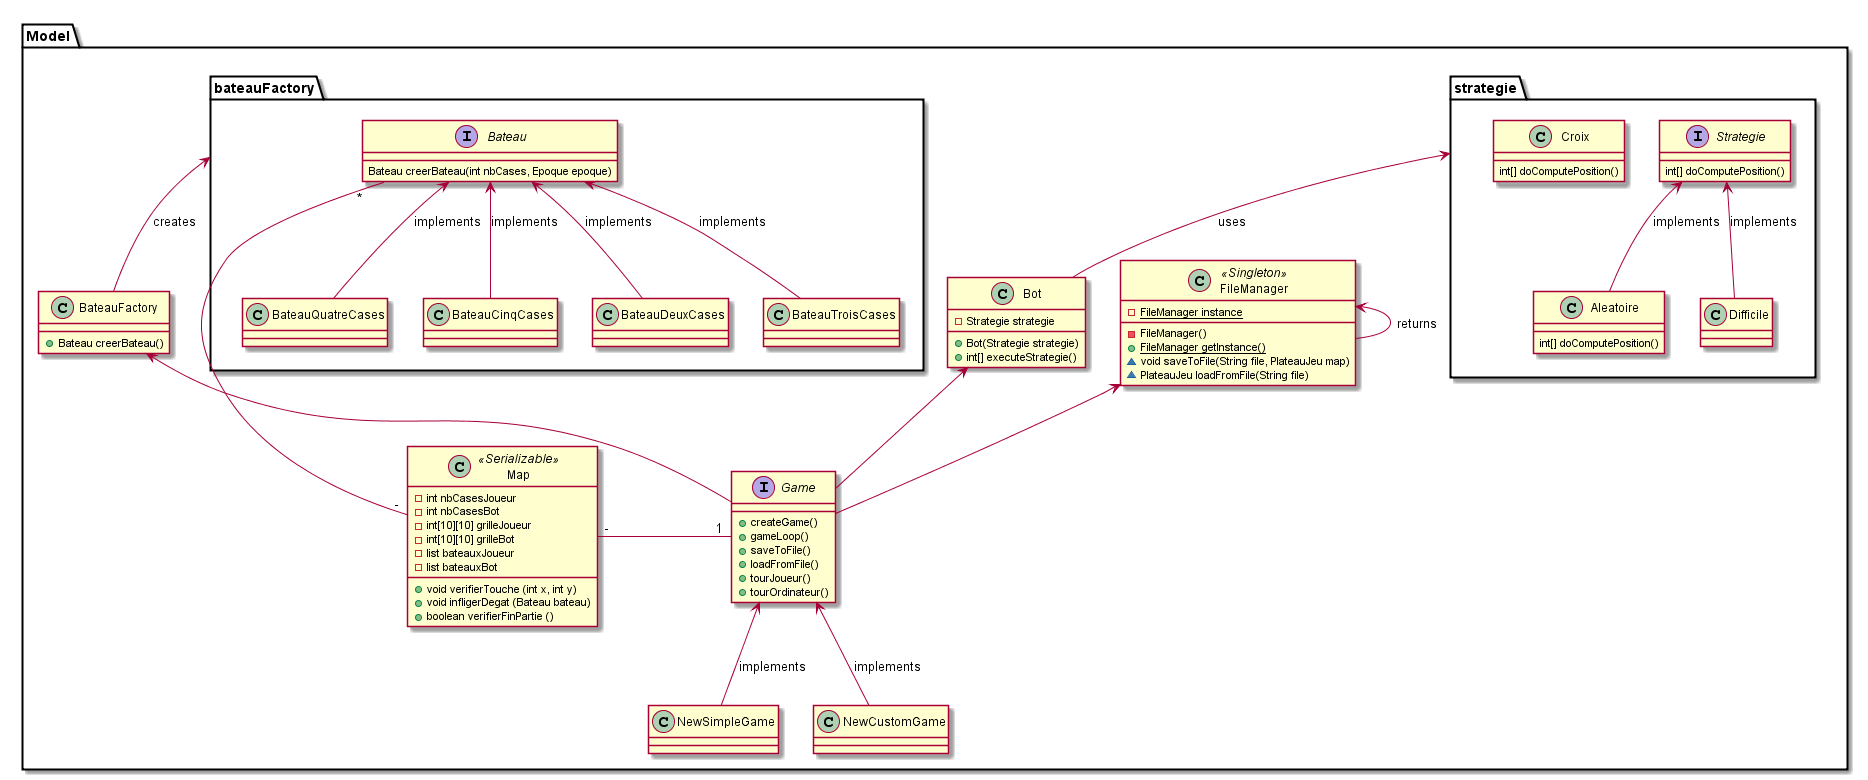 Model
bateauFactory
strategie
I Bateau
Bateau creerBateau(int nbCases, Epoque epoque)
C Croix
int[] doComputePosition()
I Strategie
int[] doComputePosition()
*
creates
implements
implements
implements
implements
uses
implements
implements
C BateauFactory
Bateau creerBateau()
C BateauQuatreCases
C BateauCinqCases
C BateauDeuxCases
C BateauTroisCases
C Bot
Strategie strategie
Bot(Strategie strategie)
int[] executeStrategie()
C «Singleton»
FileManager
FileManager instance
FileManager()
FileManager getInstance()
void saveToFile(String file, PlateauJeu map)
PlateauJeu loadFromFile(String file)
returns
C Aleatoire
int[] doComputePosition()
C Difficile
-
C «Serializable»
Map
int nbCasesJoueur
int nbCasesBot
int[10][10] grilleJoueur
int[10][10] grilleBot
list bateauxJoueur
list bateauxBot
void verifierTouche (int x, int y)
void infligerDegat (Bateau bateau)
boolean verifierFinPartie ()
- 1
I Game
createGame()
gameLoop()
saveToFile()
loadFromFile()
tourJoueur()
tourOrdinateur()
implements
implements
C NewSimpleGame
C NewCustomGame